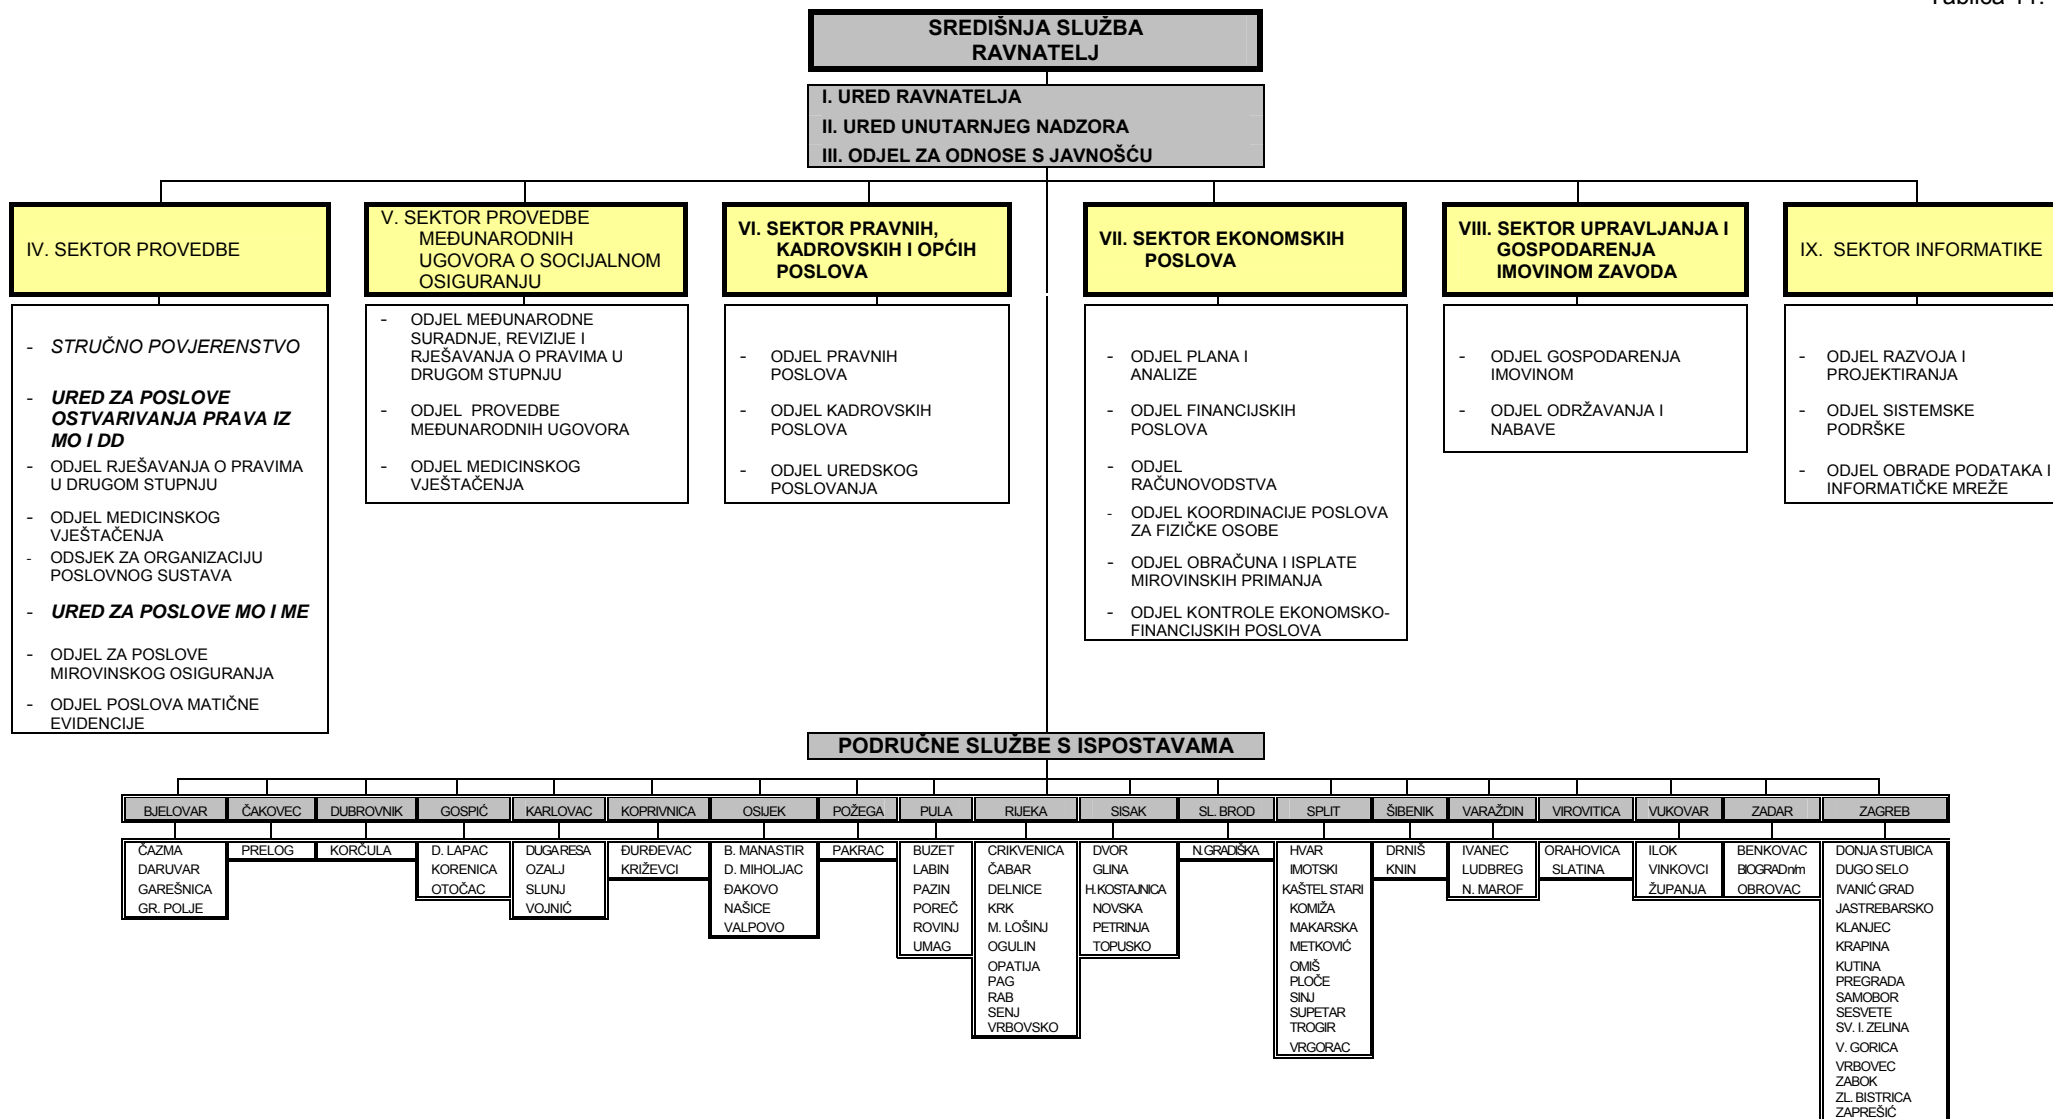 Tablica 11.
SREDIŠNJA SLUŽBA
RAVNATELJ
I. URED RAVNATELJA
II. URED UNUTARNJEG NADZORA
III. ODJEL ZA ODNOSE S JAVNOŠĆU
IV. SEKTOR PROVEDBE
V. SEKTOR PROVEDBE
MEĐUNARODNIH
UGOVORA O SOCIJALNOM
OSIGURANJU
VI. SEKTOR PRAVNIH,
KADROVSKIH I OPĆIH
POSLOVA
VII. SEKTOR EKONOMSKIH
POSLOVA
VIII. SEKTOR UPRAVLJANJA I
GOSPODARENJA
IMOVINOM ZAVODA
IX. SEKTOR INFORMATIKE
- STRUČNO POVJERENSTVO
- URED ZA POSLOVE
OSTVARIVANJA PRAVA IZ
MO I DD
- ODJEL RJEŠAVANJA O PRAVIMA
U DRUGOM STUPNJU
- ODJEL MEDICINSKOG
VJEŠTAČENJA
- ODSJEK ZA ORGANIZACIJU
POSLOVNOG SUSTAVA
- URED ZA POSLOVE MO I ME
- ODJEL ZA POSLOVE
MIROVINSKOG OSIGURANJA
- ODJEL POSLOVA MATIČNE
EVIDENCIJE
- ODJEL MEĐUNARODNE
SURADNJE, REVIZIJE I
RJEŠAVANJA O PRAVIMA U
DRUGOM STUPNJU
- ODJEL PROVEDBE
MEĐUNARODNIH UGOVORA
- ODJEL MEDICINSKOG
VJEŠTAČENJA
- ODJEL PRAVNIH
POSLOVA
- ODJEL KADROVSKIH
POSLOVA
- ODJEL UREDSKOG
POSLOVANJA
- ODJEL PLANA I
ANALIZE
- ODJEL FINANCIJSKIH
POSLOVA
- ODJEL
RAČUNOVODSTVA
- ODJEL KOORDINACIJE POSLOVA
ZA FIZIČKE OSOBE
- ODJEL OBRAČUNA I ISPLATE
MIROVINSKIH PRIMANJA
- ODJEL KONTROLE EKONOMSKO-
FINANCIJSKIH POSLOVA
- ODJEL GOSPODARENJA
IMOVINOM
- ODJEL ODRŽAVANJA I
NABAVE
- ODJEL RAZVOJA I
PROJEKTIRANJA
- ODJEL SISTEMSKE
PODRŠKE
- ODJEL OBRADE PODATAKA I
INFORMATIČKE MREŽE
PODRUČNE SLUŽBE S ISPOSTAVAMA
BJELOVAR
ČAZMA
DARUVAR
GAREŠNICA
GR. POLJE
ČAKOVEC
PRELOG
DUBROVNIK
KORČULA
GOSPIĆ
D. LAPAC
KORENICA
OTOČAC
KARLOVAC
DUGA RESA
OZALJ
SLUNJ
VOJNIĆ
KOPRIVNICA
ĐURĐEVAC
KRIŽEVCI
OSIJEK
B. MANASTIR
D. MIHOLJAC
ĐAKOVO
NAŠICE
VALPOVO
POŽEGA
PAKRAC
PULA
BUZET
LABIN
PAZIN
POREČ
ROVINJ
UMAG
RIJEKA
CRIKVENICA
ČABAR
DELNICE
KRK
M. LOŠINJ
OGULIN
OPATIJA
PAG
RAB
SENJ
VRBOVSKO
SISAK
DVOR
GLINA
H. KOSTAJNICA
NOVSKA
PETRINJA
TOPUSKO
SL. BROD
N.GRADIŠKA
SPLIT
HVAR
IMOTSKI
KAŠTEL STARI
KOMIŽA
MAKARSKA
METKOVIĆ
OMIŠ
PLOČE
SINJ
SUPETAR
TROGIR
VRGORAC
ŠIBENIK
DRNIŠ
KNIN
VARAŽDIN
IVANEC
LUDBREG
N. MAROF
VIROVITICA
ORAHOVICA
SLATINA
VUKOVAR
ILOK
VINKOVCI
ŽUPANJA
ZADAR
BENKOVAC
BIOGRAD n/m
OBROVAC
ZAGREB
DONJA STUBICA
DUGO SELO
IVANIĆ GRAD
JASTREBARSKO
KLANJEC
KRAPINA
KUTINA
PREGRADA
SAMOBOR
SESVETE
SV. I. ZELINA
V. GORICA
VRBOVEC
ZABOK
ZL. BISTRICA
ZAPREŠIĆ